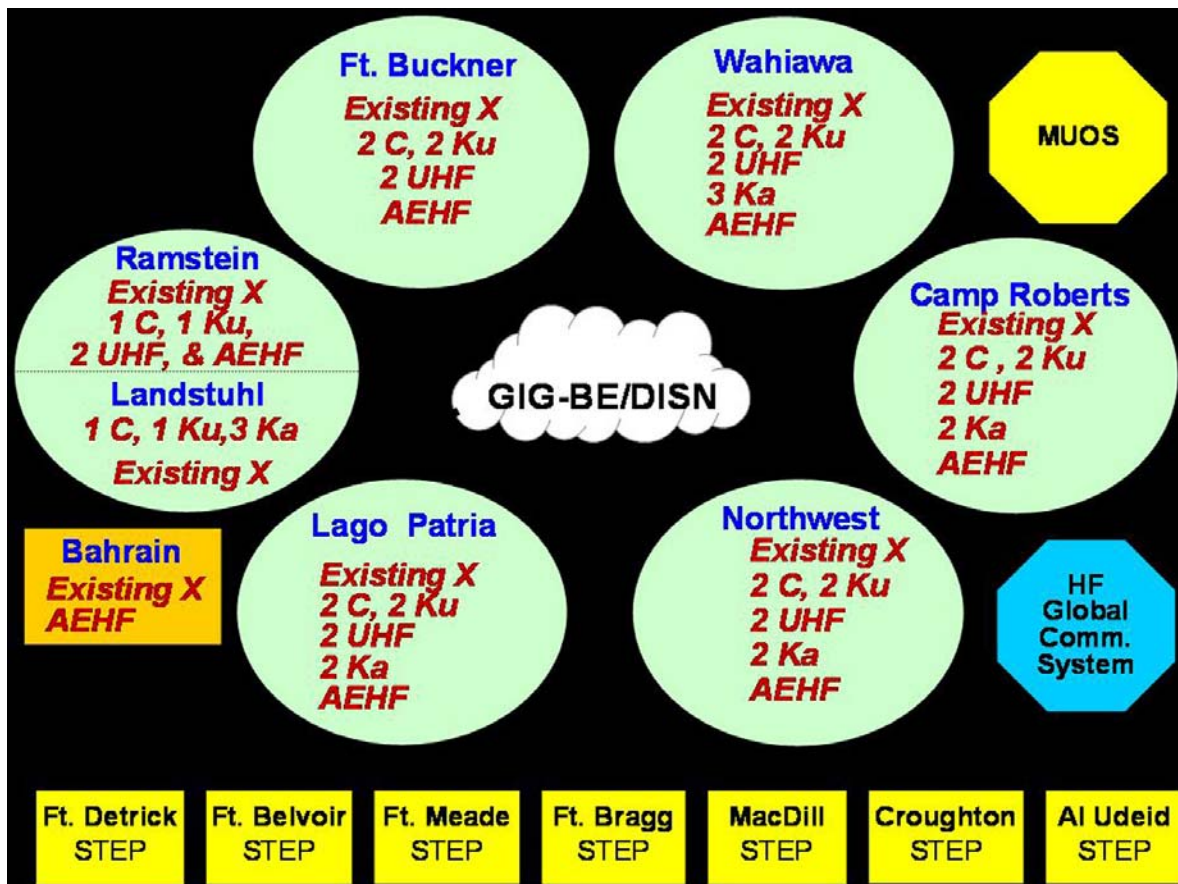 Ft. Buckner
Existing X
2 C, 2 Ku
2 UHF
AEHF
Wahiawa
Existing X
2 C, 2 Ku
2 UHF
3 Ka
AEHF
MUOS
Ramstein
Existing X
1 C, 1 Ku,
2 UHF, & AEHF
Landstuhl
1 C, 1 Ku,3 Ka
Existing X
GIG-BE/DISN
Camp Roberts
Existing X
2 C , 2 Ku
2 UHF
2 Ka
AEHF
Bahrain
Existing X
AEHF
Lago Patria
Existing X
2 C, 2 Ku
2 UHF
2 Ka
AEHF
Northwest
Existing X
2 C, 2 Ku
2 UHF
2 Ka
AEHF
HF
Global
Comm.
System
Ft. Detrick
STEP
Ft. Belvoir
STEP
Ft. Meade
STEP
Ft. Bragg
STEP
MacDill
STEP
Croughton
STEP
Al Udeid
STEP